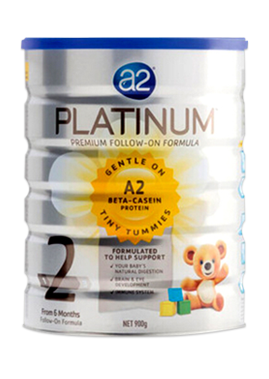 a2
PLATINUM
PREMIUM FOLLOW-ON FORMULA
GENTLE ON
A2
BETA-CASEIN
PROTEIN
TINY TUMMIES
2
FORMULATED
TO HELP SUPPORT
✓ YOUR BABY'S
NATURAL DIGESTION
✓ BRAIN & EYE
DEVELOPMENT
✓ IMMUNE SYSTEM
From 6 Months
Follow-On Formula
NET 900g